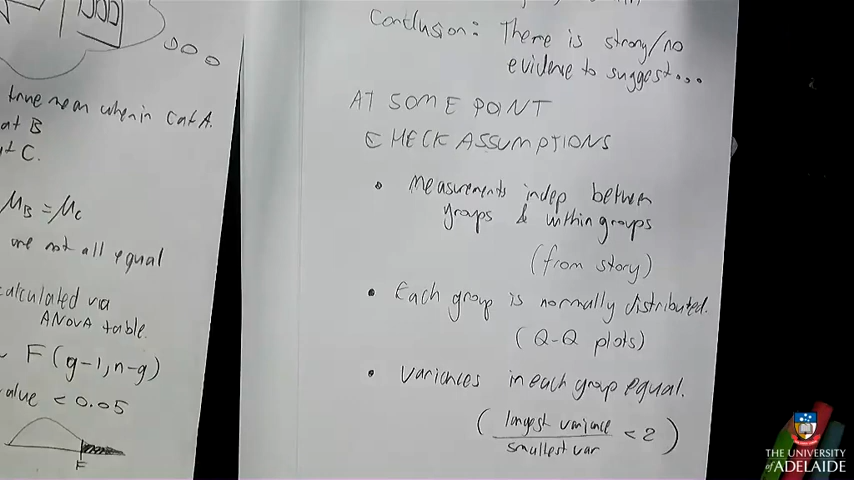 true mean when in Cat A.
at B
at C.
μB = μC
are not all equal
calculated via
ANOVA table.
~ F(g-1, n-g)
value < 0.05
F
Conclusion: There is strong/no
evidence to suggest...
AT SOME POINT
CHECK ASSUMPTIONS
• Measurements indep between
groups & within groups
(from story)
• Each group is normally distributed.
(Q-Q plots)
• Variances in each group equal.
(largest variance / smallest var < 2)
THE UNIVERSITY
of ADELAIDE